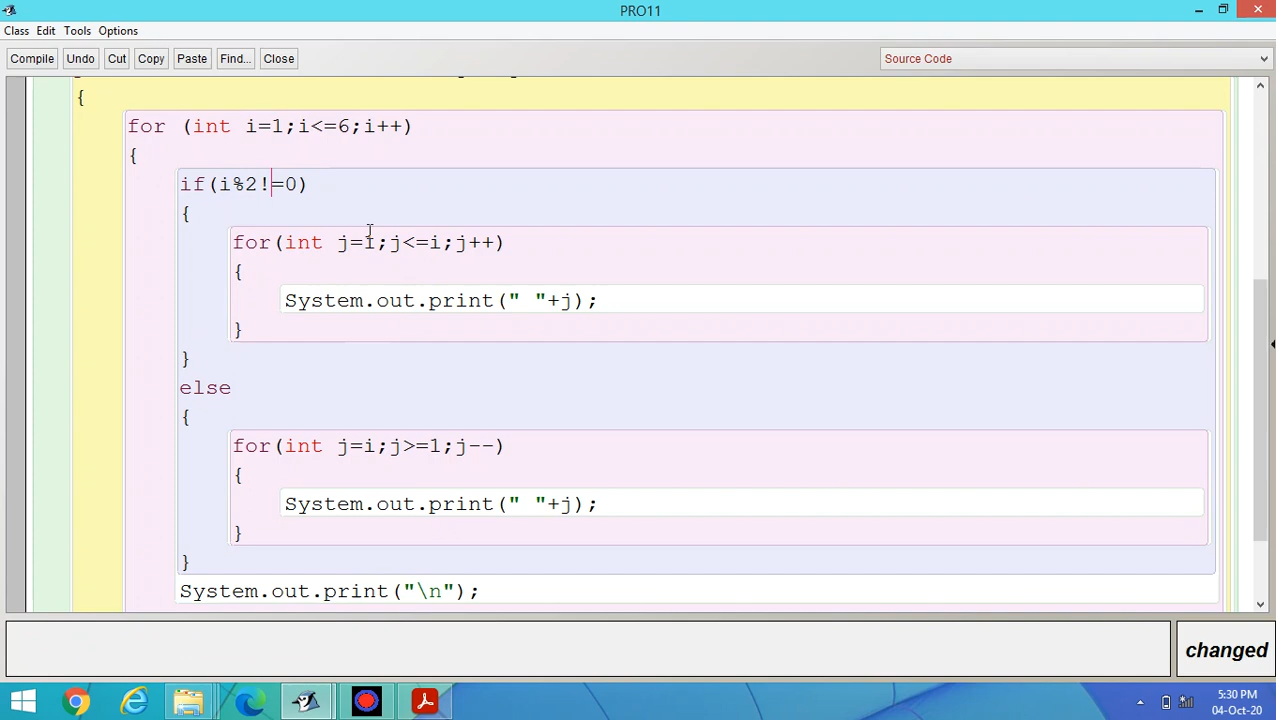 PRO11
Class Edit Tools Options
Compile Undo Cut Copy Paste Find... Close Source Code
{
for (int i=1;i<=6;i++)
{
if(i%2!=0)
{
for(int j=1;j<=i;j++)
{
System.out.print(" "+j);
}
}
else
{
for(int j=i;j>=1;j--)
{
System.out.print(" "+j);
}
}
System.out.print("\n");
changed
5:30 PM
04-Oct-20